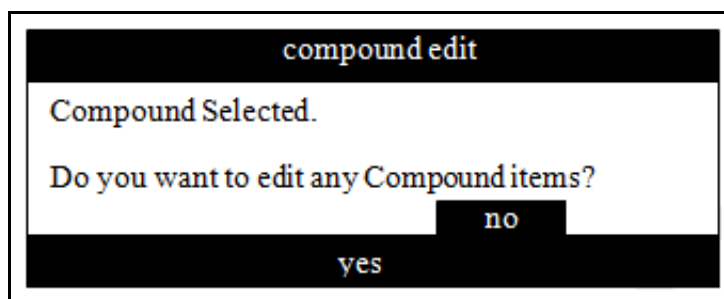 compound edit
Compound Selected.
Do you want to edit any Compound items?
no
yes